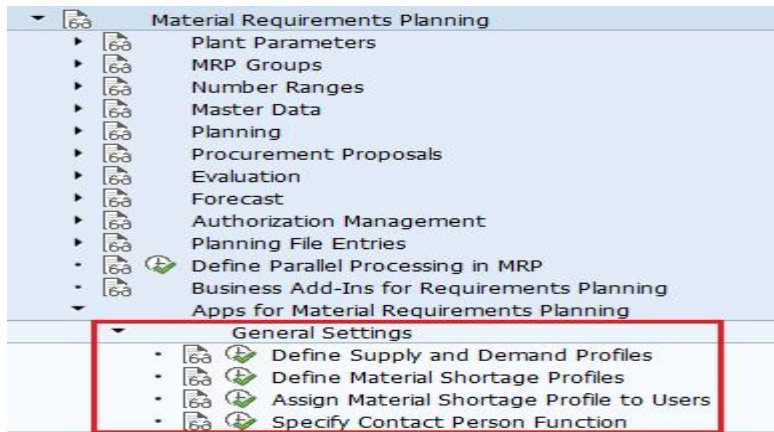 Material Requirements Planning
Plant Parameters
MRP Groups
Number Ranges
Master Data
Planning
Procurement Proposals
Evaluation
Forecast
Authorization Management
Planning File Entries
Define Parallel Processing in MRP
Business Add-Ins for Requirements Planning
Apps for Material Requirements Planning
General Settings
Define Supply and Demand Profiles
Define Material Shortage Profiles
Assign Material Shortage Profile to Users
Specify Contact Person Function